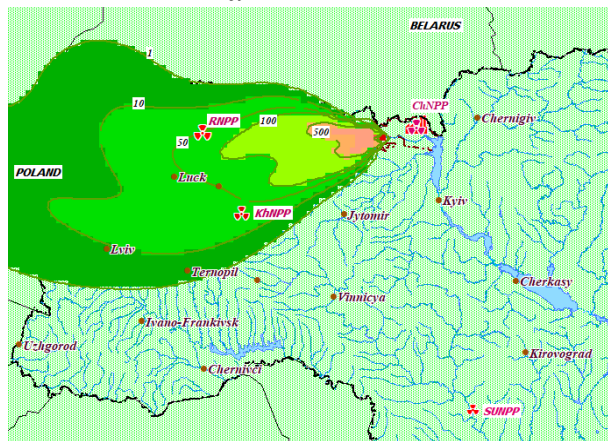 BELARUS
1
10
RNPP
100
500
ChNPP
Chernigiv
50
POLAND
Luck
KhNPP
Jytomir
Kyiv
Lviv
Ternopil
Vinnicya
Cherkasy
Ivano-Frankivsk
Uzhgorod
Chernivci
Kirovograd
SUNPP